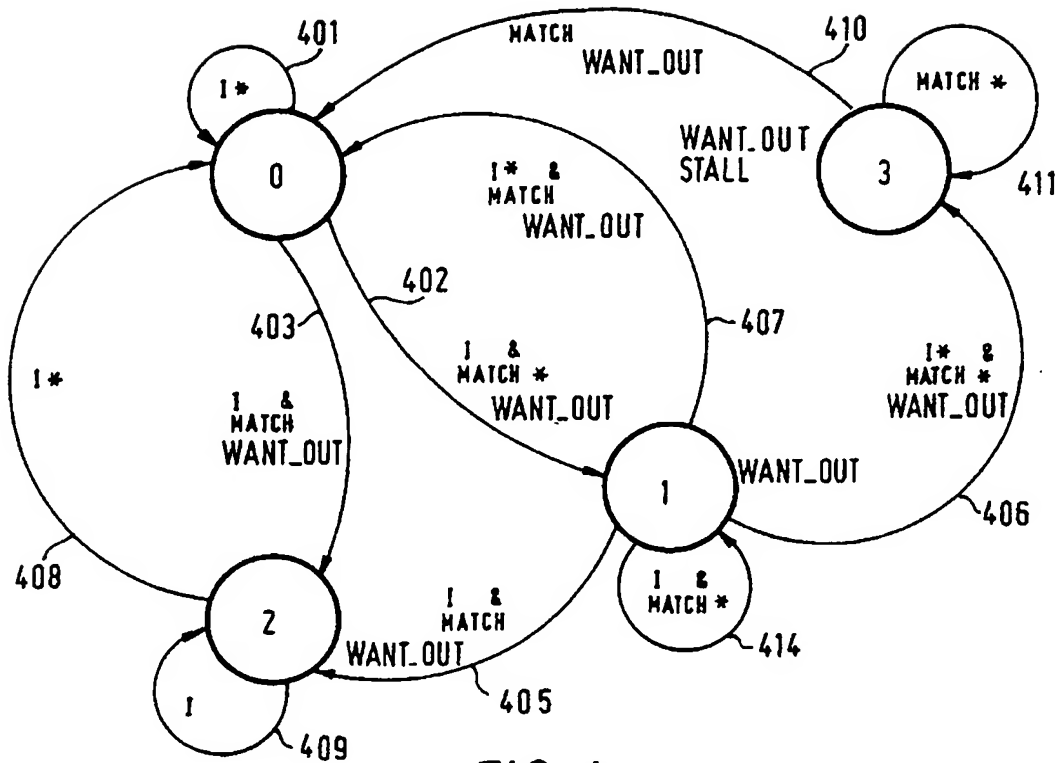 401
I*
0
MATCH
WANT_OUT
410
MATCH *
WANT_OUT
STALL
3
411
I* &
MATCH
WANT_OUT
402
403
407
I*
I &
MATCH *
WANT_OUT
I* &
MATCH *
WANT_OUT
I &
MATCH
WANT_OUT
1
WANT_OUT
406
408
2
I &
MATCH
WANT_OUT
I &
MATCH *
414
405
I
409